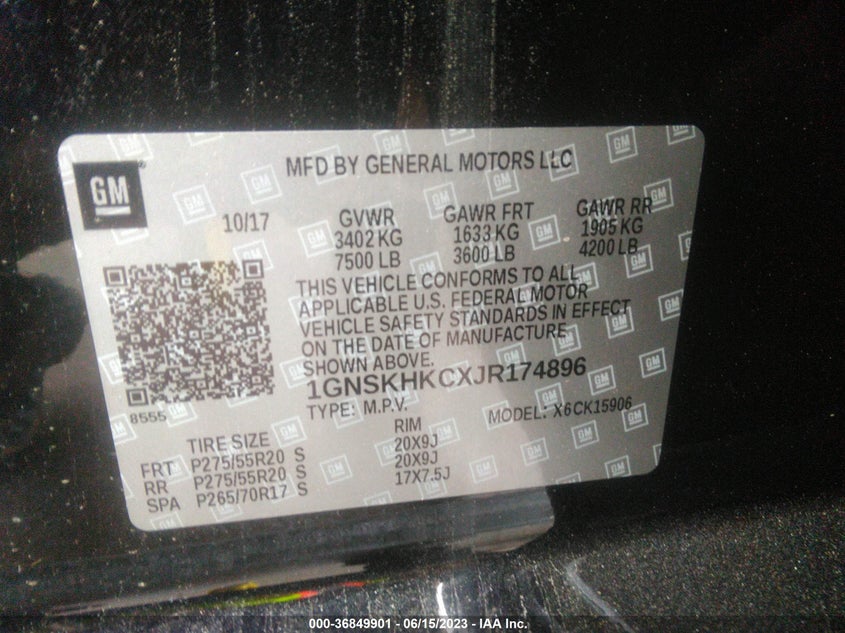 MFD BY GENERAL MOTORS LLC
GM
10/17
GVWR GAWR FRT GAWR RR
3402 KG 1633 KG 1905 KG
7500 LB 3600 LB 4200 LB
THIS VEHICLE CONFORMS TO ALL
APPLICABLE U.S. FEDERAL MOTOR
VEHICLE SAFETY STANDARDS IN EFFECT
ON THE DATE OF MANUFACTURE
SHOWN ABOVE.
1GNSKHKCXJR174896
8555
TYPE: M.P.V. MODEL: X6CK15906
TIRE SIZE RIM
FRT P275/55R20 S 20X9J
RR P275/55R20 S 20X9J
SPA P265/70R17 S 17X7.5J
000-36849901 - 06/15/2023 - IAA Inc.